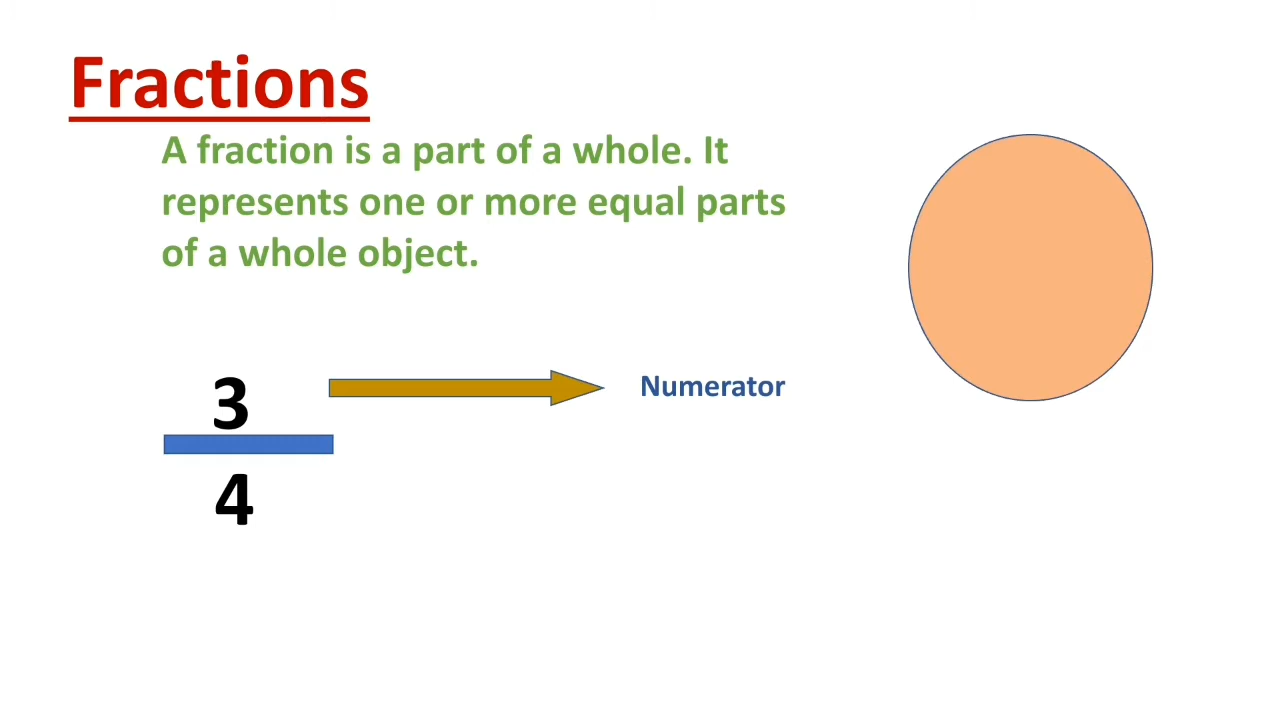 Fractions
A fraction is a part of a whole. It
represents one or more equal parts
of a whole object.
3
Numerator
4